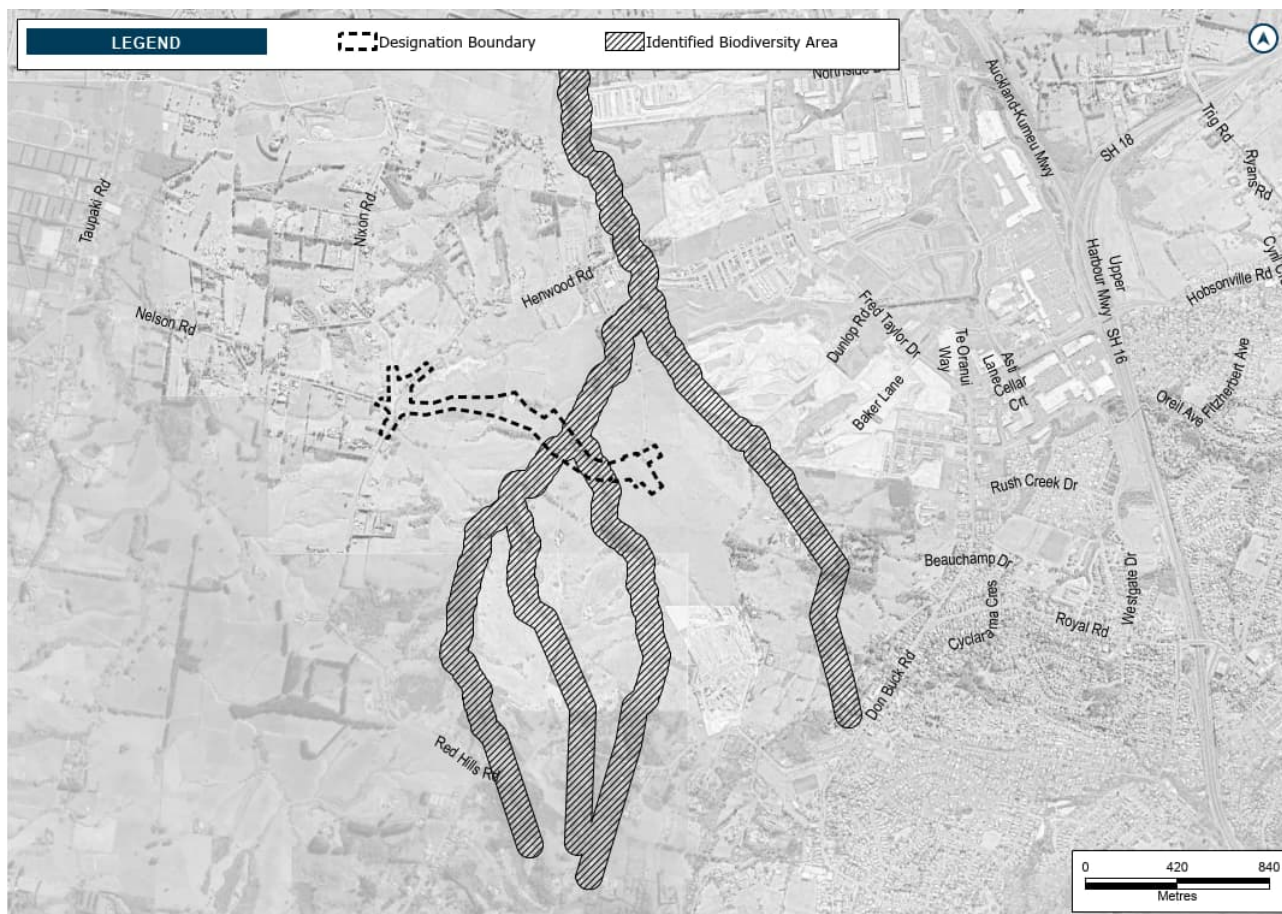 LEGEND
Designation Boundary
Identified Biodiversity Area
Auckland-Kumeu Mwy
SH 18
Trig Rd
Ryans Rd
Taupaki Rd
Nixon Rd
Henwood Rd
Nelson Rd
Dunlop Rd
Fred Taylor Dr
Baker Lane
Te Oranui
Way
Asti
Lane
Cellar
Crt
Upper
Harbour Mwy
SH 16
Hobsonville Rd
Oreil Ave
Fitzherbert Ave
Rush Creek Dr
Beauchamp Dr
Cyclarama Cres
Royal Rd
Westgate Dr
Don Buck Rd
Red Hills Rd
0 420 840
Metres